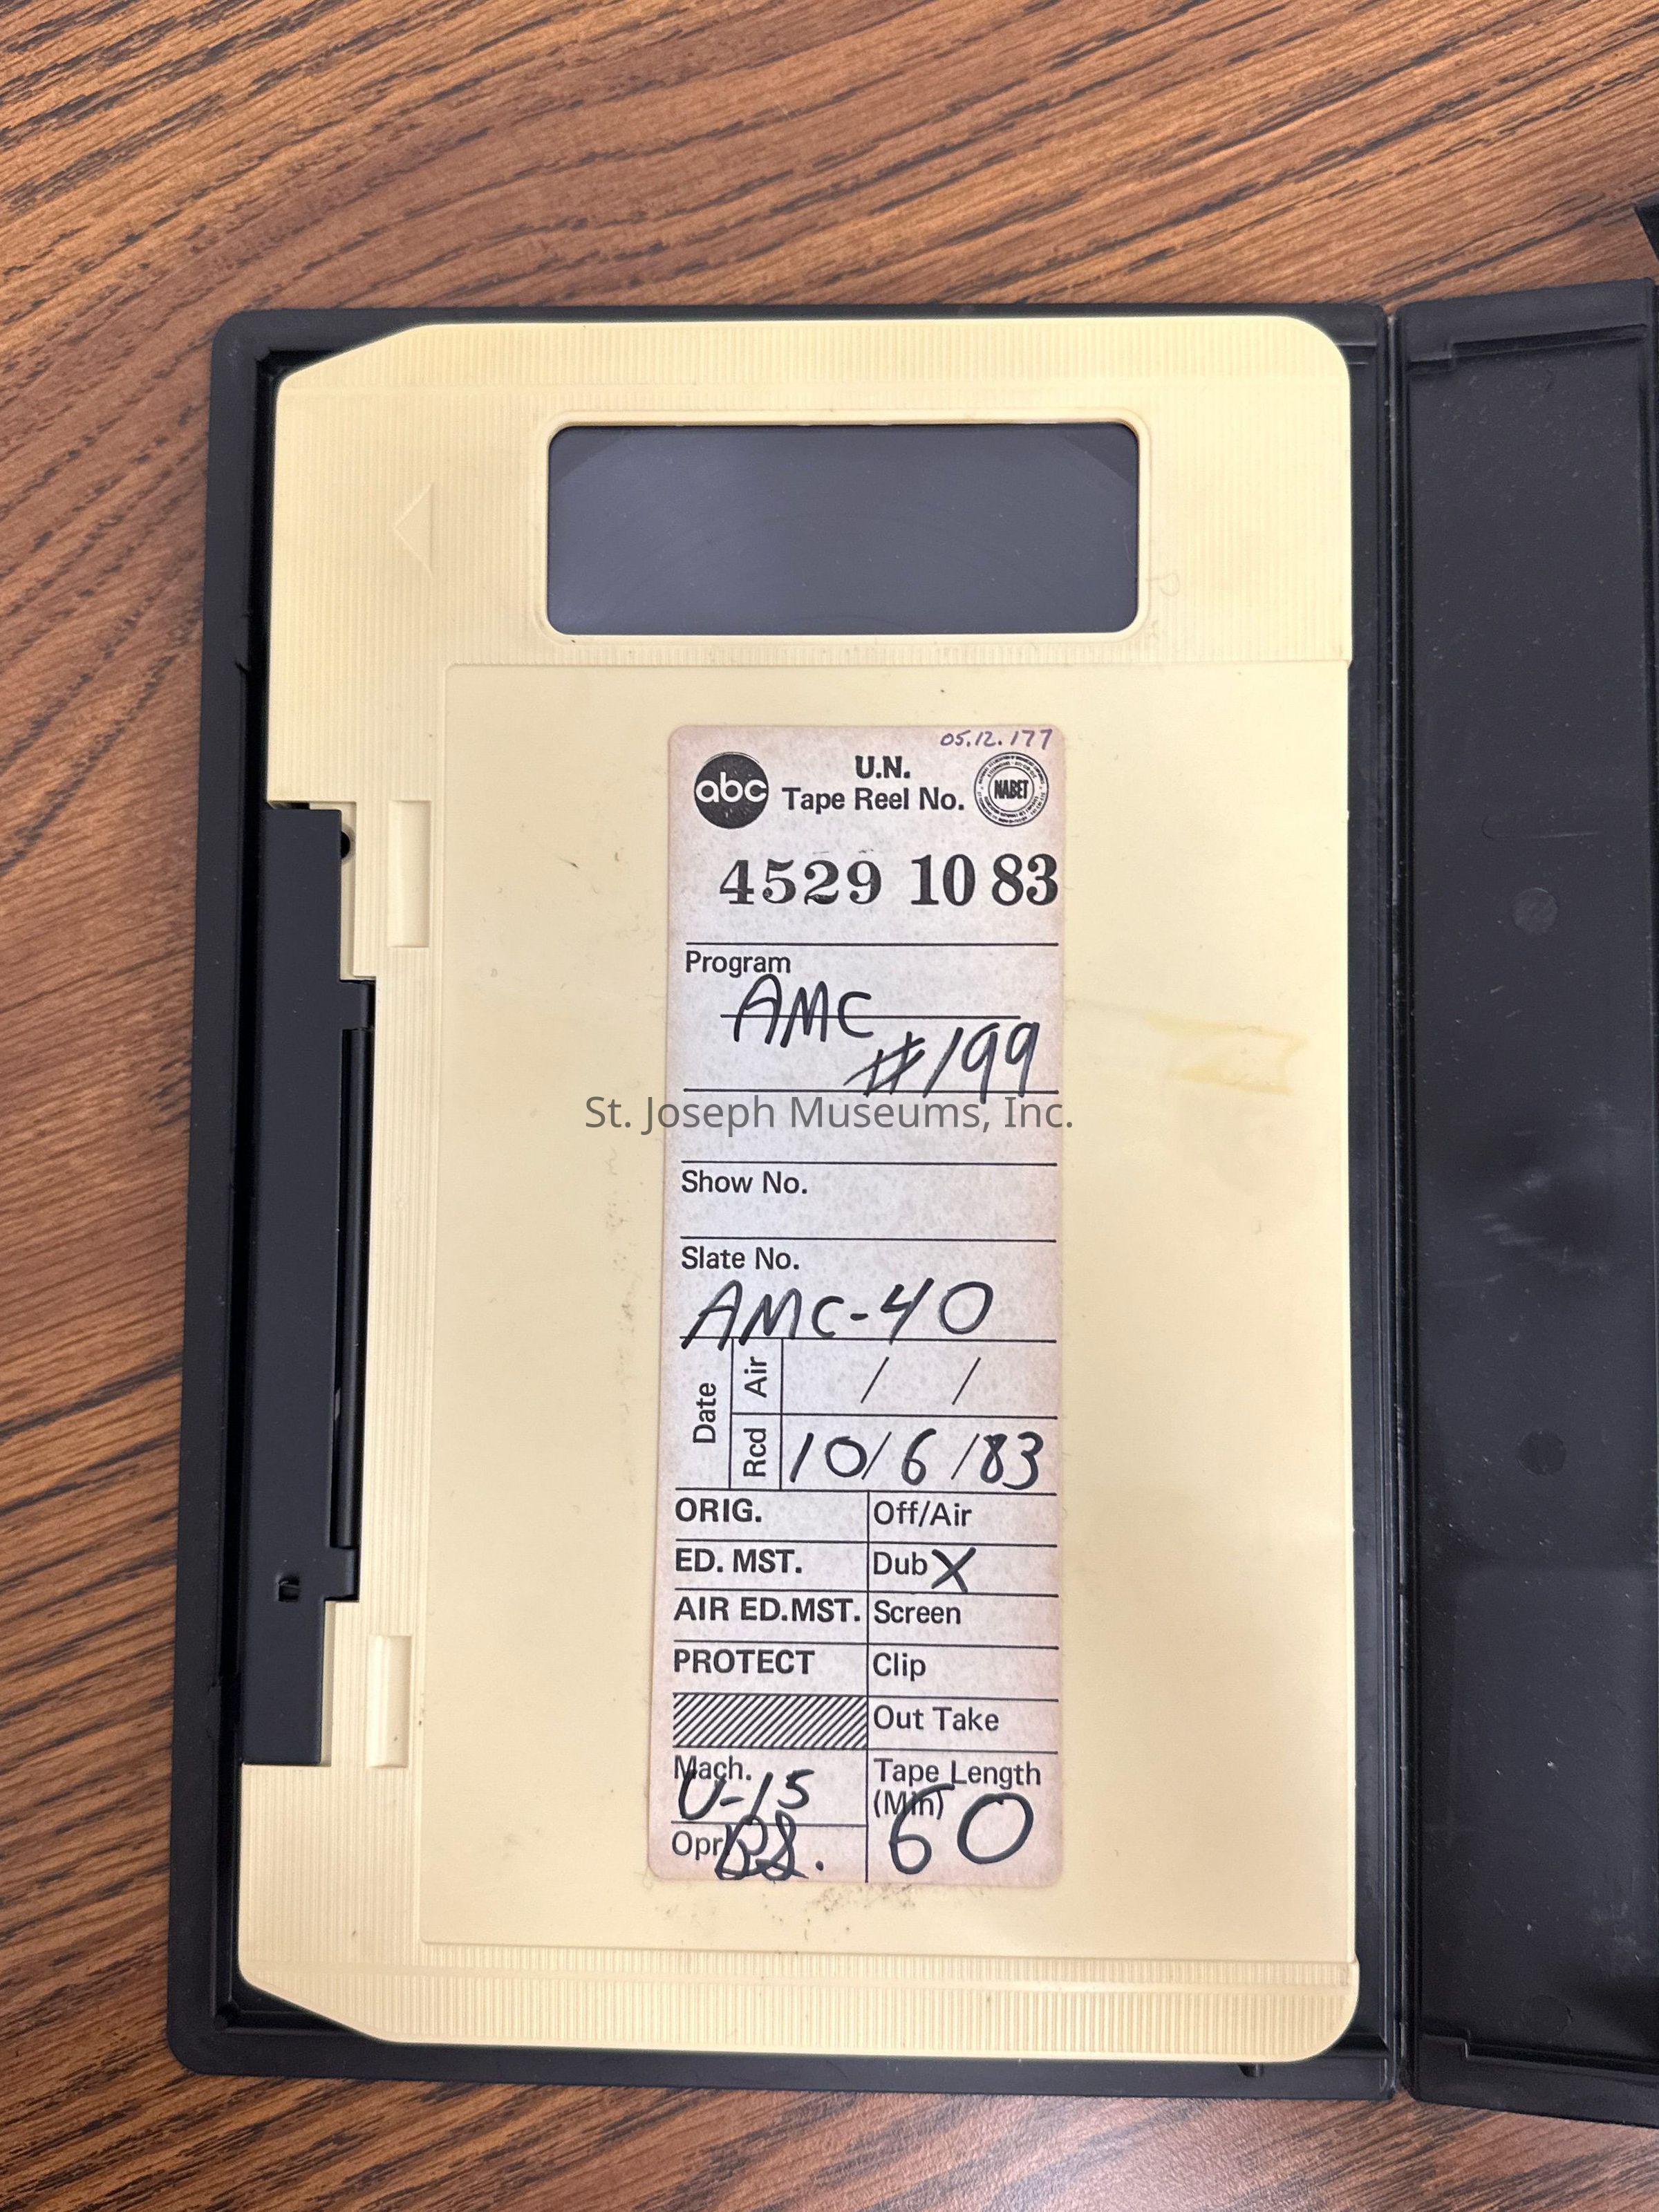 05.12.177
abc
U.N.
Tape Reel No.
NABET
4529 10 83
Program
AMC
#199
St. Joseph Museums, Inc.
Show No.
Slate No.
AMC-40
Date
Air / /
Rcd 10/6/83
ORIG. Off/Air
ED. MST. Dub X
AIR ED.MST. Screen
PROTECT Clip
Out Take
Mach. U-15
Tape Length
(Min) 60
Opr BS.